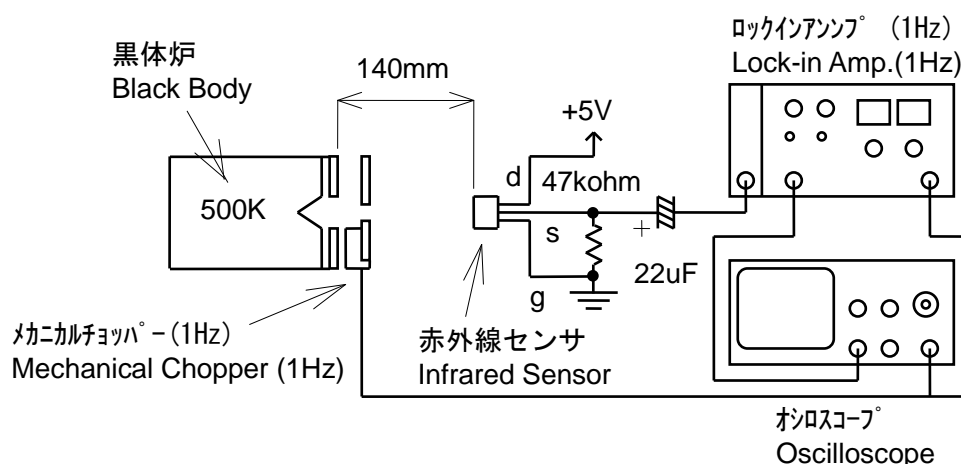 ﾛｯｸｲﾝｱﾝﾝﾌﾟ (1Hz)
Lock-in Amp.(1Hz)
黒体炉
Black Body
140mm
+5V
d
47kohm
500K
s
+
22uF
g
ﾒｶﾆｶﾙﾁｮｯﾊﾟｰ(1Hz)
Mechanical Chopper (1Hz)
赤外線センサ
Infrared Sensor
ｵｼﾛｽｺｰﾌﾟ
Oscilloscope